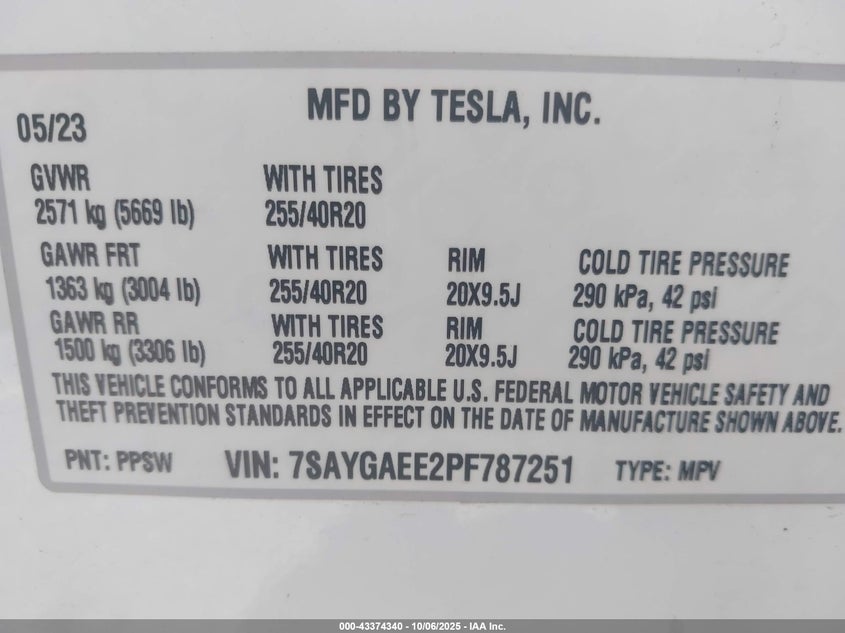 MFD BY TESLA, INC.
05/23
GVWR WITH TIRES
2571 kg (5669 lb) 255/40R20
GAWR FRT WITH TIRES RIM COLD TIRE PRESSURE
1363 kg (3004 lb) 255/40R20 20X9.5J 290 kPa, 42 psi
GAWR RR WITH TIRES RIM COLD TIRE PRESSURE
1500 kg (3306 lb) 255/40R20 20X9.5J 290 kPa, 42 psi
THIS VEHICLE CONFORMS TO ALL APPLICABLE U.S. FEDERAL MOTOR VEHICLE SAFETY AND
THEFT PREVENTION STANDARDS IN EFFECT ON THE DATE OF MANUFACTURE SHOWN ABOVE.
PNT: PPSW VIN: 7SAYGAEE2PF787251 TYPE: MPV
000-43374340 - 10/06/2025 - IAA Inc.